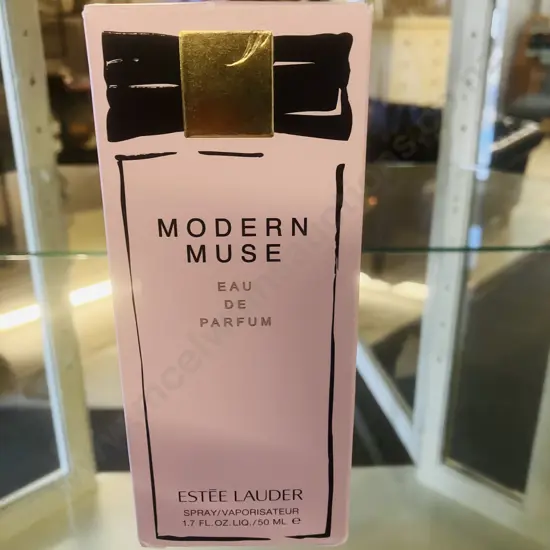 MODERN
MUSE
EAU
DE
PARFUM
ESTĒE LAUDER
SPRAY/VAPORISATEUR
1.7 FL.OZ.LIQ./50 ML ℮